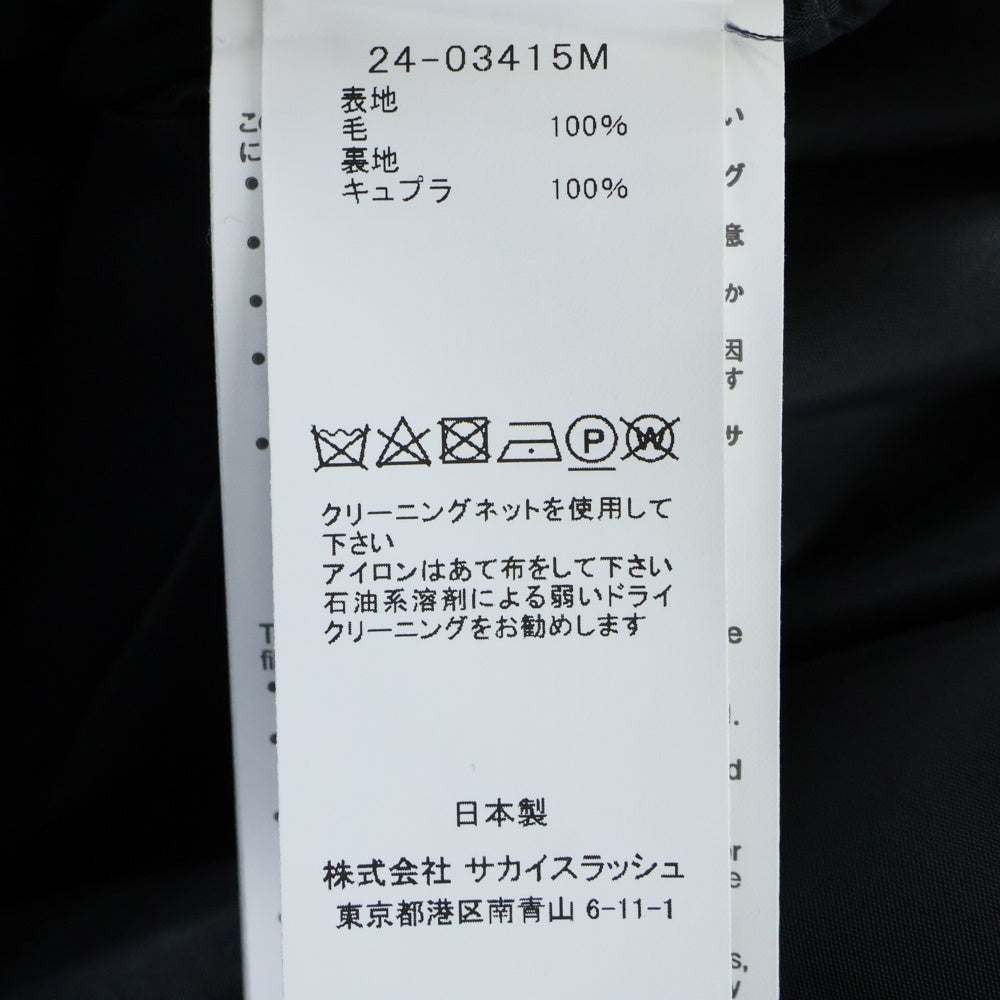 24-03415M
表地
毛 100%
裏地
キュプラ 100%
P
W
クリーニングネットを使用して
下さい
アイロンはあて布をして下さい
石油系溶剤による弱いドライ
クリーニングをお勧めします
日本製
株式会社 サカイスラッシュ
東京都港区南青山 6-11-1